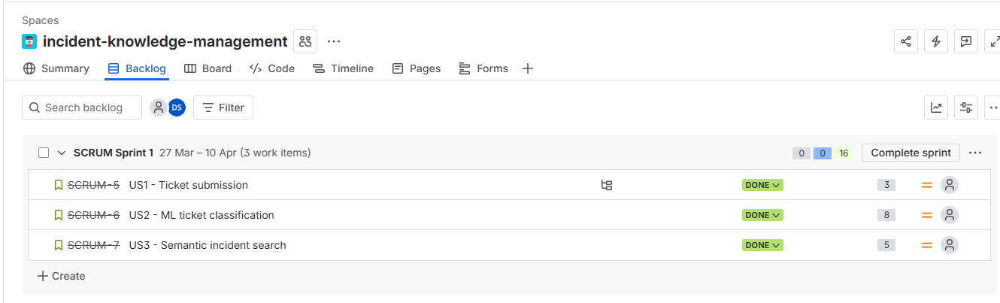 Spaces
incident-knowledge-management
Summary Backlog Board Code Timeline Pages Forms
Search backlog DS Filter
SCRUM Sprint 1 27 Mar – 10 Apr (3 work items) 0 0 16 Complete sprint
SCRUM-5 US1 - Ticket submission DONE 3
SCRUM-6 US2 - ML ticket classification DONE 8
SCRUM-7 US3 - Semantic incident search DONE 5
Create